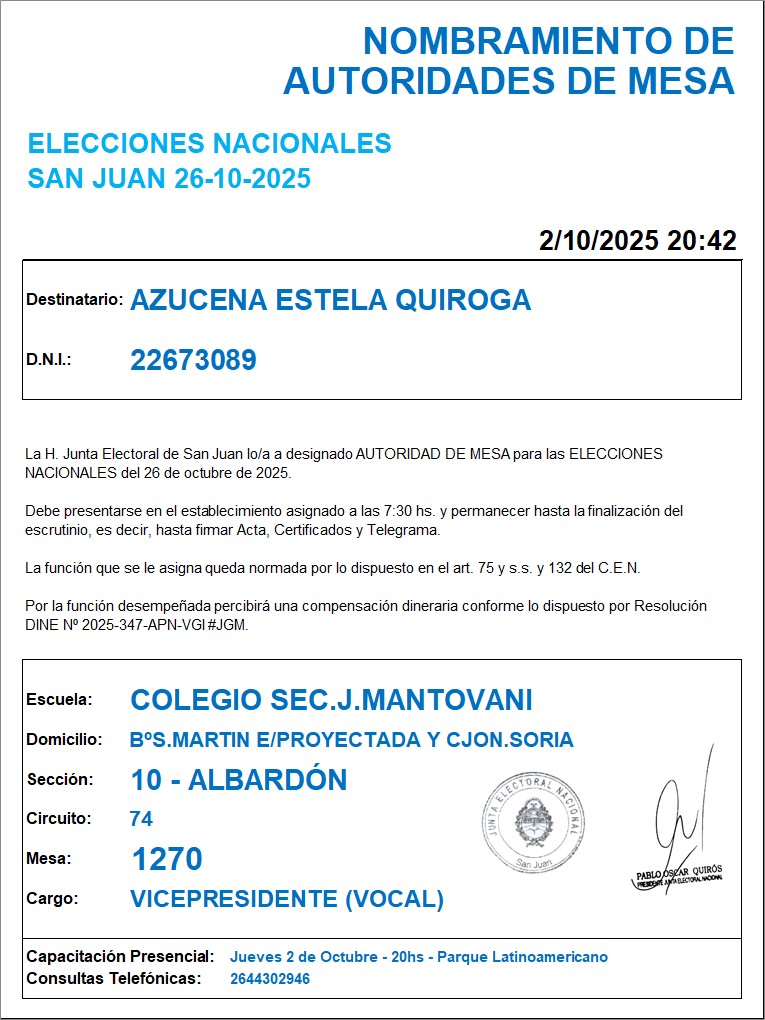 NOMBRAMIENTO DE
AUTORIDADES DE MESA
ELECCIONES NACIONALES
SAN JUAN 26-10-2025
2/10/2025 20:42
Destinatario: AZUCENA ESTELA QUIROGA
D.N.I.: 22673089
La H. Junta Electoral de San Juan lo/a a designado AUTORIDAD DE MESA para las ELECCIONES
NACIONALES del 26 de octubre de 2025.
Debe presentarse en el establecimiento asignado a las 7:30 hs. y permanecer hasta la finalización del
escrutinio, es decir, hasta firmar Acta, Certificados y Telegrama.
La función que se le asigna queda normada por lo dispuesto en el art. 75 y s.s. y 132 del C.E.N.
Por la función desempeñada percibirá una compensación dineraria conforme lo dispuesto por Resolución
DINE Nº 2025-347-APN-VGI#JGM.
Escuela: COLEGIO SEC.J.MANTOVANI
Domicilio: BºS.MARTIN E/PROYECTADA Y CJON.SORIA
Sección: 10 - ALBARDÓN
Circuito: 74
Mesa: 1270
Cargo: VICEPRESIDENTE (VOCAL)
JUNTA ELECTORAL NACIONAL
San Juan
PABLO OSCAR QUIRÓS
PRESIDENTE JUNTA ELECTORAL NACIONAL
Capacitación Presencial: Jueves 2 de Octubre - 20hs - Parque Latinoamericano
Consultas Telefónicas: 2644302946